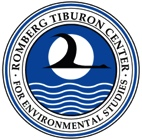 ROMBERG TIBURON CENTER
FOR ENVIRONMENTAL STUDIES